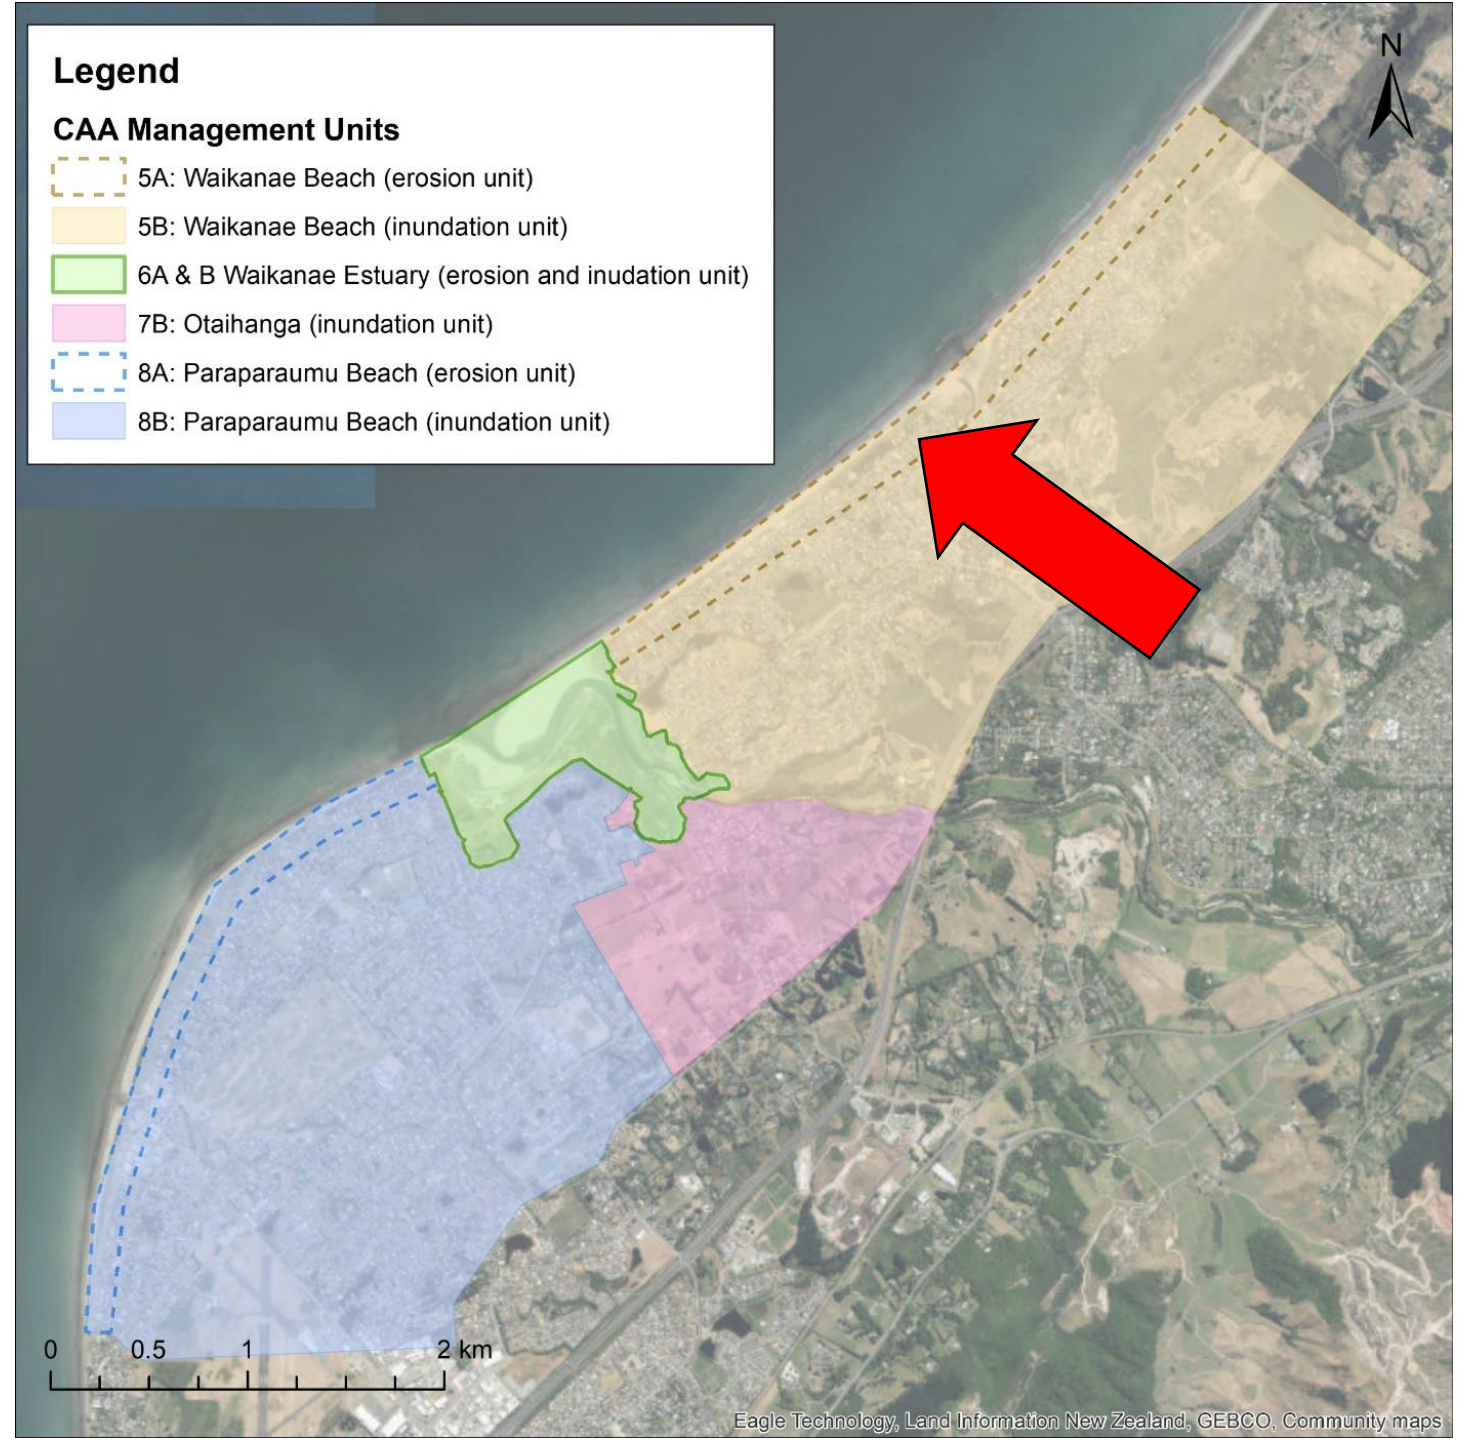 Legend
CAA Management Units
5A: Waikanae Beach (erosion unit)
5B: Waikanae Beach (inundation unit)
6A & B Waikanae Estuary (erosion and inudation unit)
7B: Otaihanga (inundation unit)
8A: Paraparaumu Beach (erosion unit)
8B: Paraparaumu Beach (inundation unit)
N
0 0.5 1 2 km
Eagle Technology, Land Information New Zealand, GEBCO, Community maps